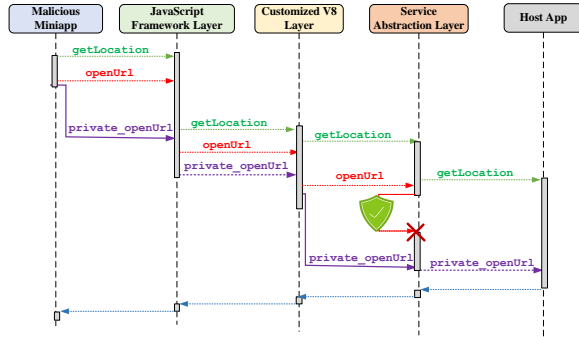 Malicious
Miniapp
JavaScript
Framework Layer
Customized V8
Layer
Service
Abstraction Layer
Host App
getLocation
openUrl
private_openUrl
getLocation
openUrl
private_openUrl
getLocation
openUrl
private_openUrl
getLocation
private_openUrl